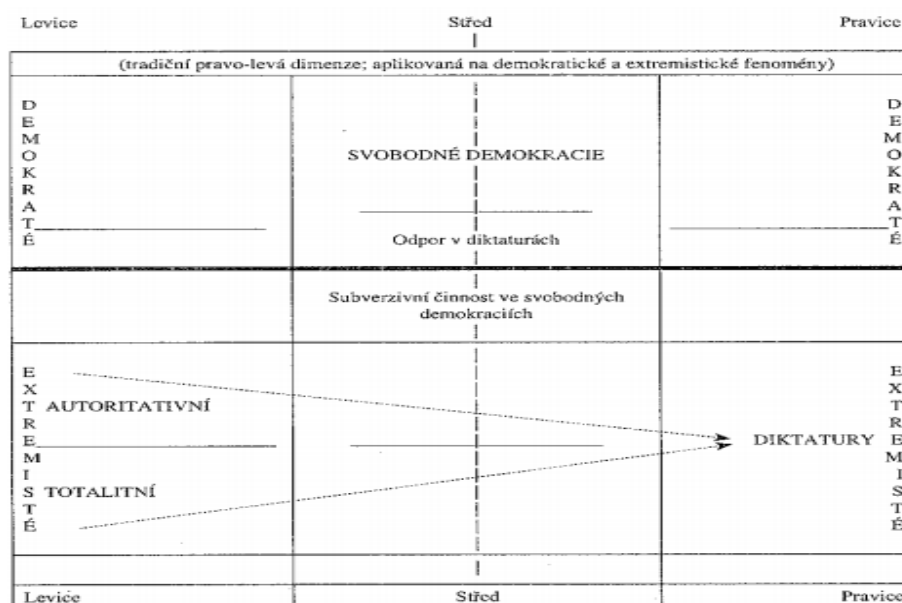 Levice Střed Pravice
(tradiční pravo-levá dimenze; aplikovaná na demokratické a extremistické fenomény)
DEMOKRATÉ
SVOBODNÉ DEMOKRACIE
Odpor v diktaturách
DEMOKRATÉ
Subverzivní činnost ve svobodných
demokraciích
EXTREMISTÉ
AUTORITATIVNÍ
TOTALITNÍ
DIKTATURY
EXTREMISTÉ
Levice Střed Pravice